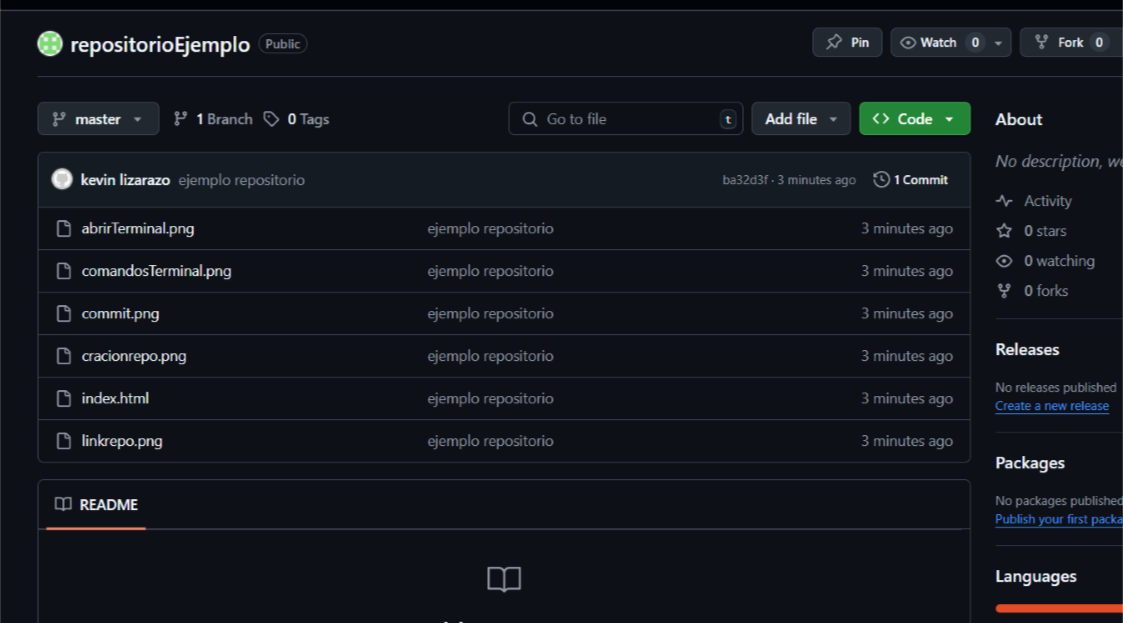 repositorioEjemplo Public
Pin
Watch 0
Fork 0
master
1 Branch
0 Tags
Go to file
t
Add file
Code
kevin lizarazo ejemplo repositorio
ba32d3f · 3 minutes ago
1 Commit
abrirTerminal.png ejemplo repositorio 3 minutes ago
comandosTerminal.png ejemplo repositorio 3 minutes ago
commit.png ejemplo repositorio 3 minutes ago
cracionrepo.png ejemplo repositorio 3 minutes ago
index.html ejemplo repositorio 3 minutes ago
linkrepo.png ejemplo repositorio 3 minutes ago
README
About
No description, we
Activity
0 stars
0 watching
0 forks
Releases
No releases published
Create a new release
Packages
No packages published
Publish your first packa
Languages